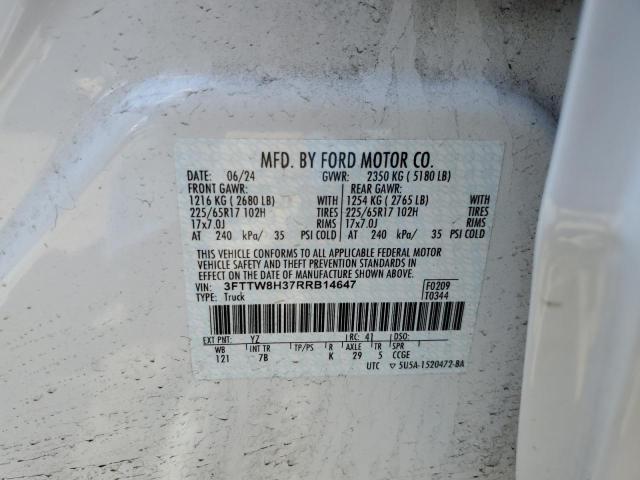 MFD. BY FORD MOTOR CO.
DATE: 06/24 GVWR: 2350 KG ( 5180 LB)
FRONT GAWR: REAR GAWR:
1216 KG ( 2680 LB) 1254 KG ( 2765 LB)
225/65R17 102H TIRES 225/65R17 102H TIRES
17x7.0J RIMS 17x7.0J RIMS
AT 240 kPa/ 35 PSI COLD AT 240 kPa/ 35 PSI COLD
THIS VEHICLE CONFORMS TO ALL APPLICABLE FEDERAL MOTOR
VEHICLE SAFETY AND THEFT PREVENTION STANDARDS IN
EFFECT ON THE DATE OF MANUFACTURE SHOWN ABOVE.
VIN: 3FTTW8H37RRB14647 F0209
TYPE: Truck T0344
EXT PNT: YZ RC: 41 DSO:
WB INT TR TP/PS R AXLE TR SPR
121 7B K 29 5 CCGE
UTC ▽ 5U5A-1520472-BA